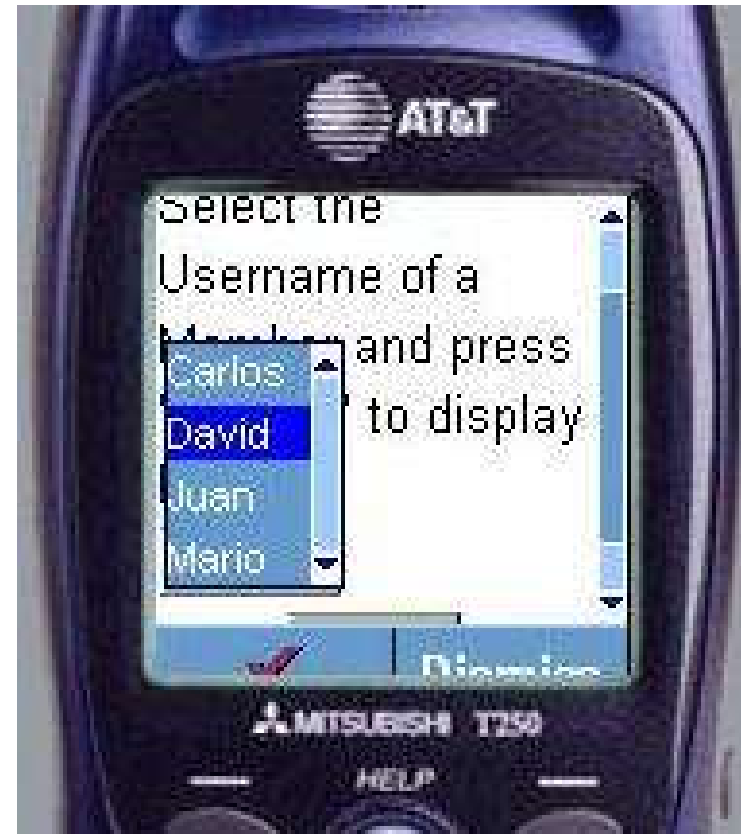 AT&T
Select the
Username of a
and press
to display
Carlos
David
Juan
Mario
MITSUBISHI T250
HELP